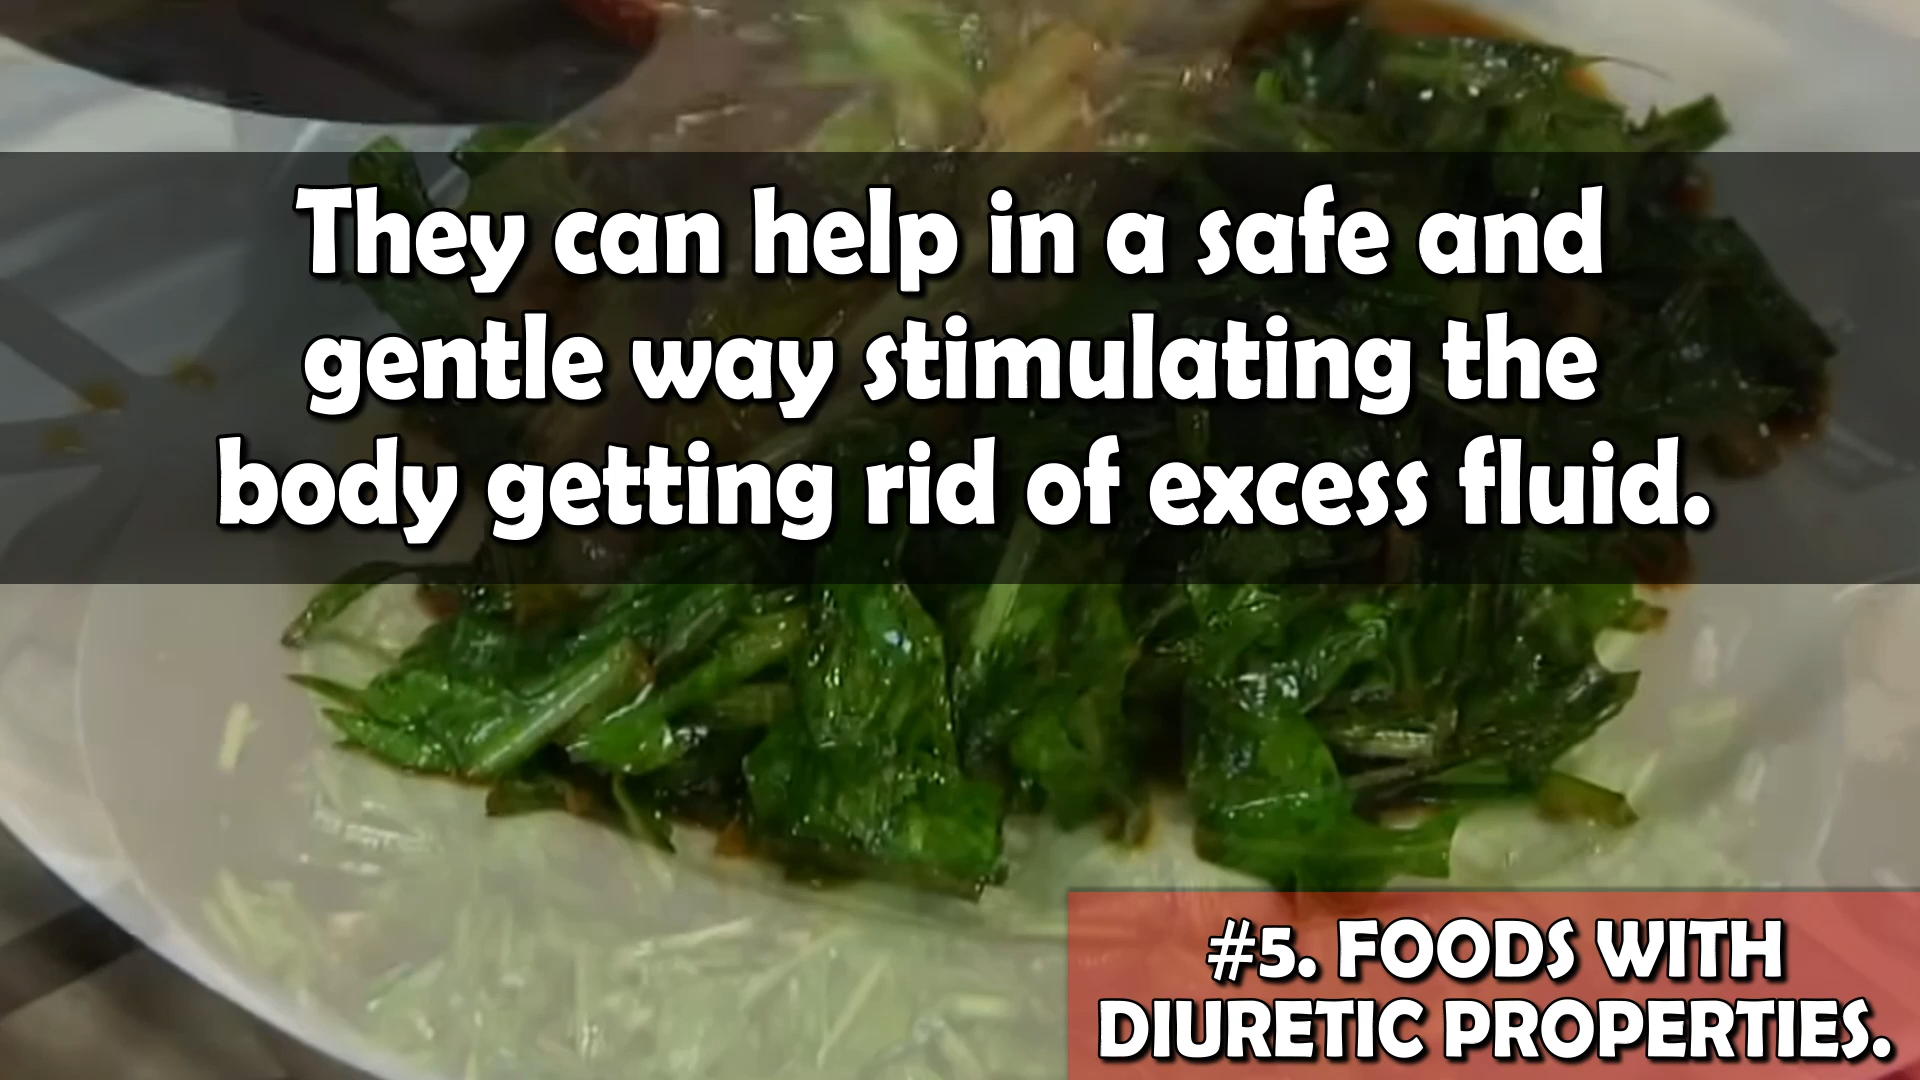 They can help in a safe and
gentle way stimulating the
body getting rid of excess fluid.
#5. FOODS WITH
DIURETIC PROPERTIES.